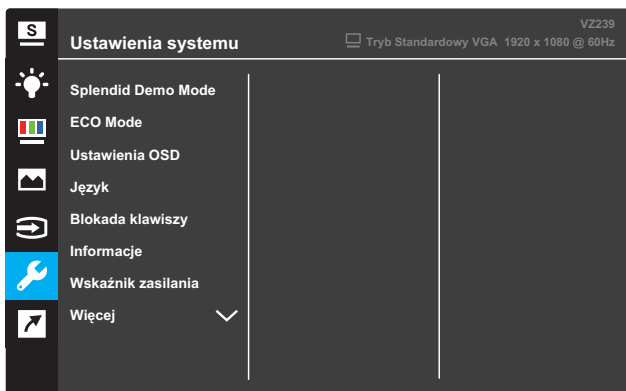 S
VZ239
Ustawienia systemu
Tryb Standardowy VGA 1920 x 1080 @ 60Hz
Splendid Demo Mode
ECO Mode
Ustawienia OSD
Język
Blokada klawiszy
Informacje
Wskaźnik zasilania
Więcej